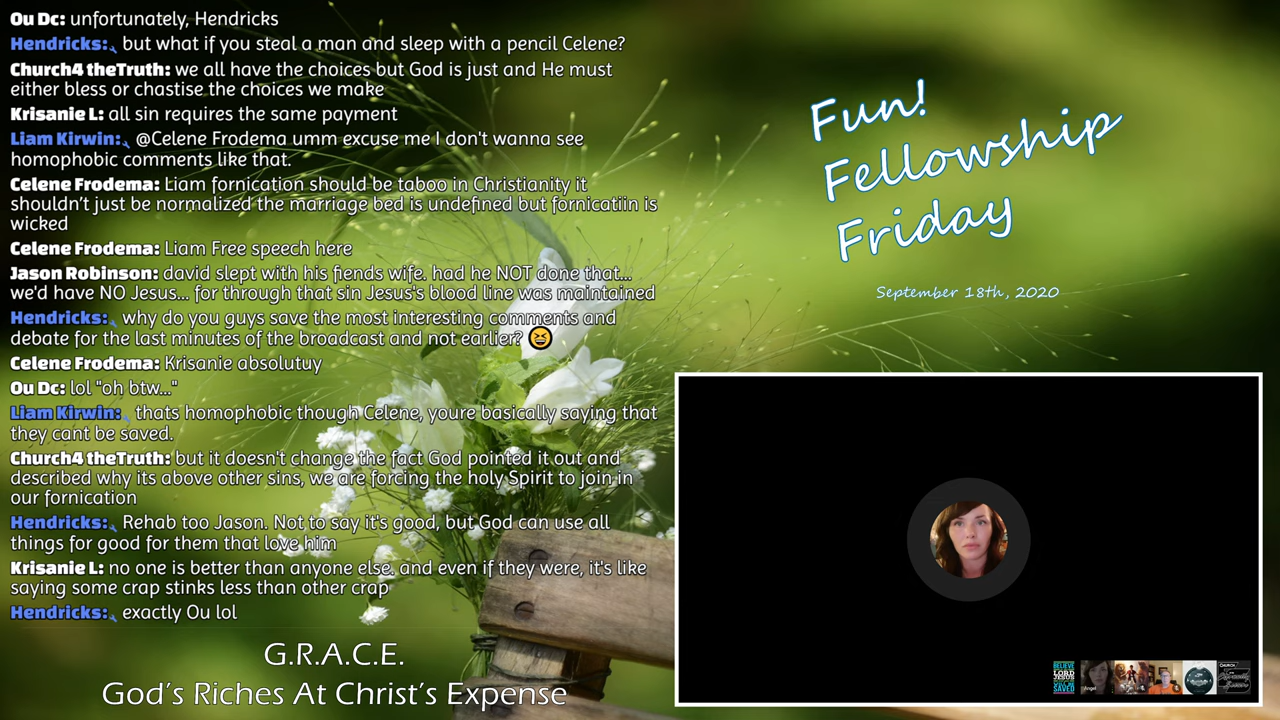 Ou Dc: unfortunately, Hendricks
Hendricks: but what if you steal a man and sleep with a pencil Celene?
Church4 theTruth: we all have the choices but God is just and He must
either bless or chastise the choices we make
Krisanie L: all sin requires the same payment
Liam Kirwin: @Celene Frodema umm excuse me I don't wanna see
homophobic comments like that.
Celene Frodema: Liam fornication should be taboo in Christianity it
shouldn't just be normalized the marriage bed is undefined but fornicatiin is
wicked
Celene Frodema: Liam Free speech here
Jason Robinson: david slept with his fiends wife. had he NOT done that...
we'd have NO Jesus... for through that sin Jesus's blood line was maintained
Hendricks: why do you guys save the most interesting comments and
debate for the last minutes of the broadcast and not earlier?
Celene Frodema: Krisanie absolutuy
Ou Dc: lol "oh btw..."
Liam Kirwin: thats homophobic though Celene, youre basically saying that
they cant be saved.
Church4 theTruth: but it doesn't change the fact God pointed it out and
described why its above other sins, we are forcing the holy Spirit to join in
our fornication
Hendricks: Rehab too Jason. Not to say it's good, but God can use all
things for good for them that love him
Krisanie L: no one is better than anyone else. and even if they were, it's like
saying some crap stinks less than other crap
Hendricks: exactly Ou lol
G.R.A.C.E.
God's Riches At Christ's Expense
Fun!
Fellowship
Friday
September 18th, 2020
BELIEVE
LORD
JESUS
SAVED
Angel
CHURCH